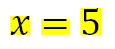 x = 5